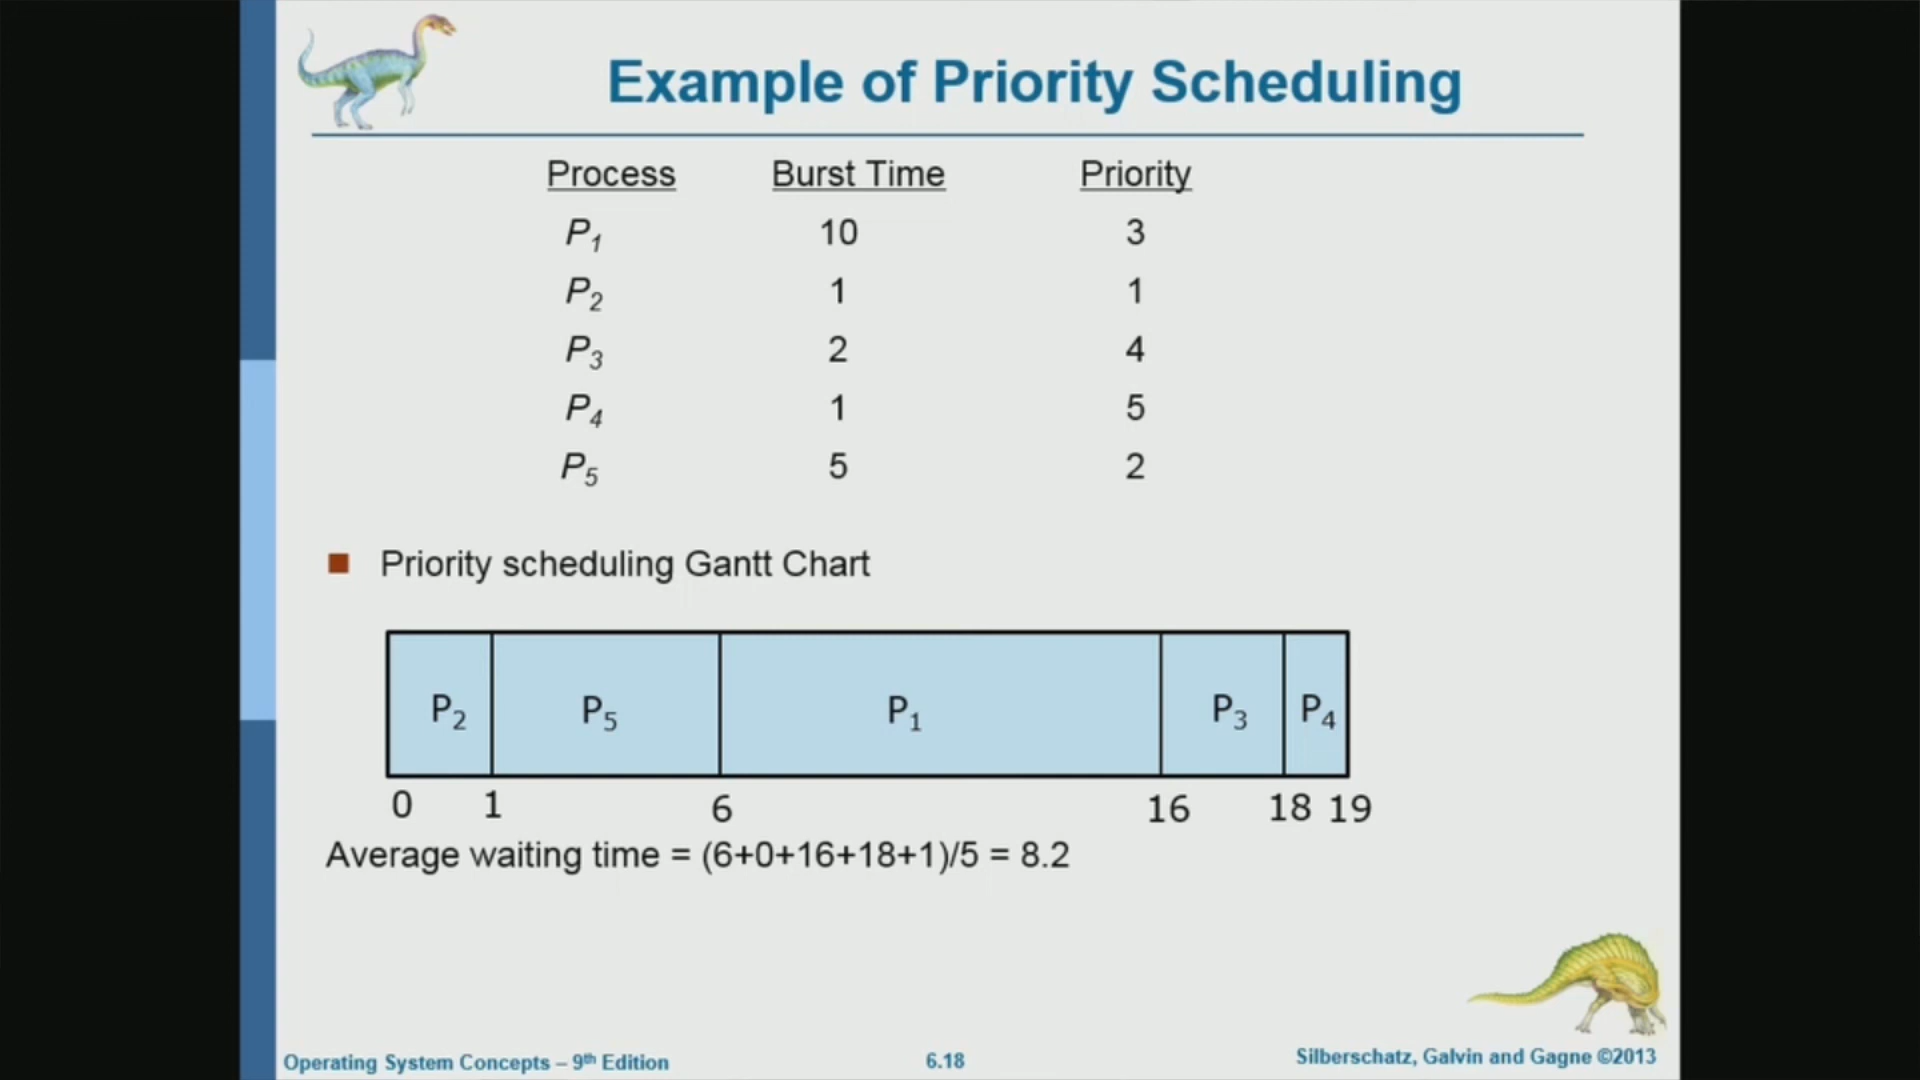 Example of Priority Scheduling
Process Burst Time Priority
P1 10 3
P2 1 1
P3 2 4
P4 1 5
P5 5 2
Priority scheduling Gantt Chart
P2 P5 P1 P3 P4
0 1 6 16 18 19
Average waiting time = (6+0+16+18+1)/5 = 8.2
Operating System Concepts – 9th Edition 6.18 Silberschatz, Galvin and Gagne ©2013